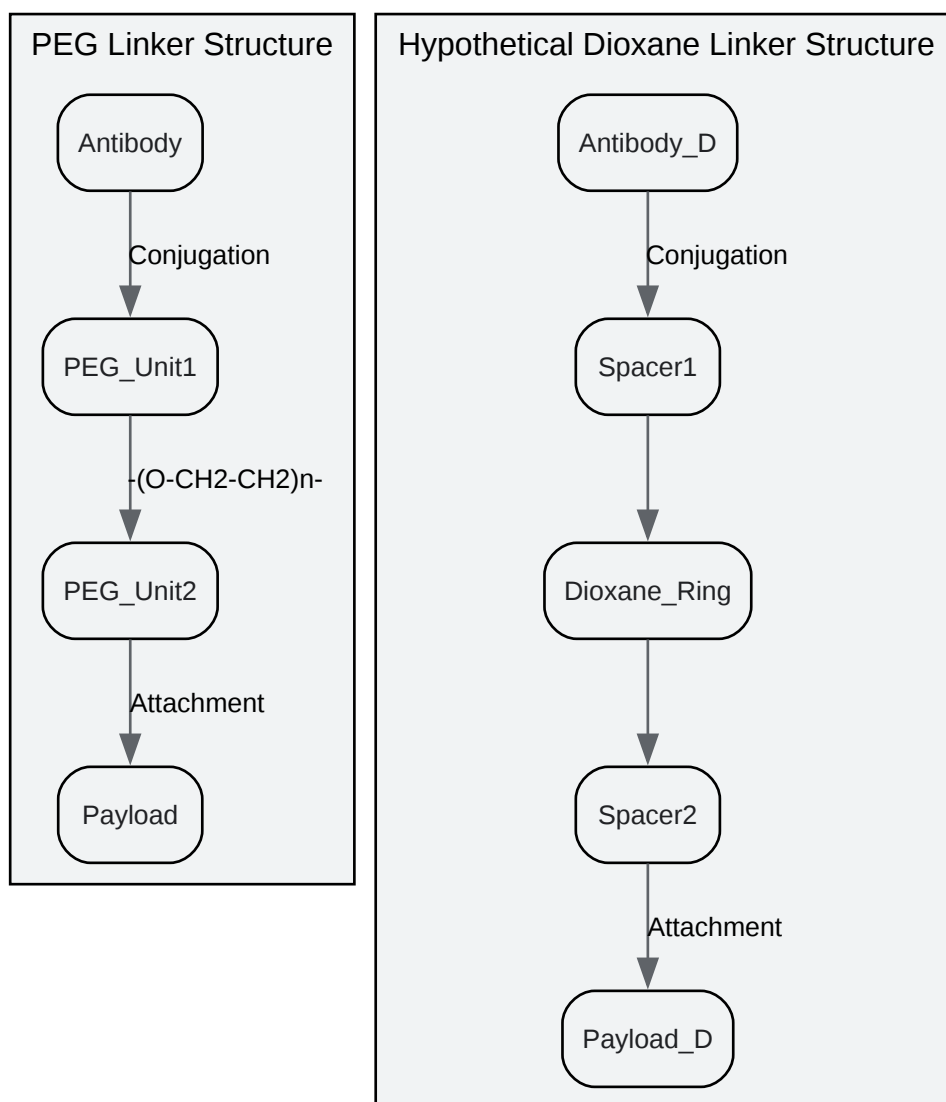 PEG Linker Structure
Antibody
Conjugation
PEG_Unit1
-(O-CH2-CH2)n-
PEG_Unit2
Attachment
Payload
Hypothetical Dioxane Linker Structure
Antibody_D
Conjugation
Spacer1
Dioxane_Ring
Spacer2
Attachment
Payload_D